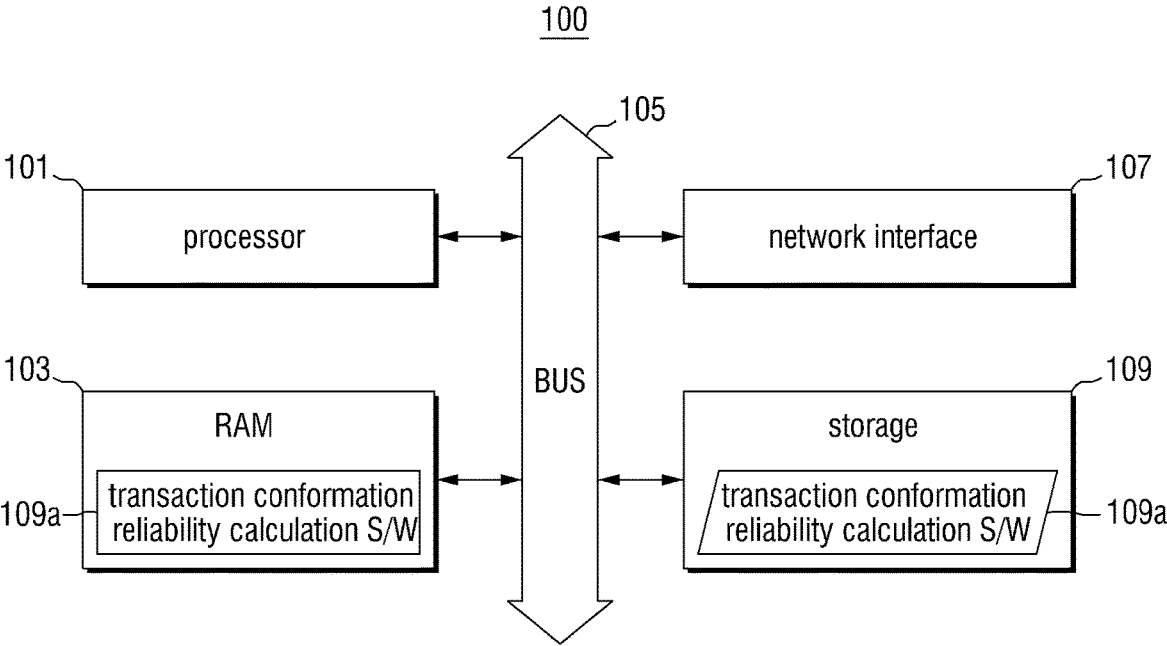 100
105
101
processor
107
network interface
BUS
103
RAM
109a
transaction conformation
reliability calculation S/W
109
storage
transaction conformation
reliability calculation S/W
109a